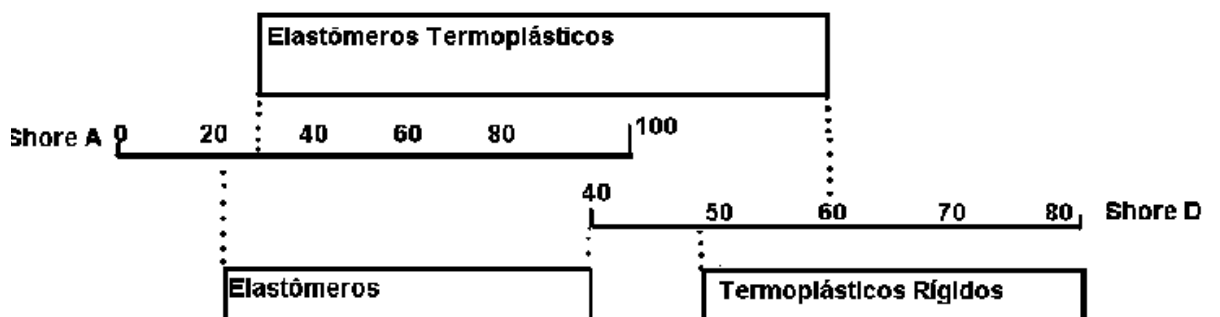 Elastômeros Termoplásticos
Shore A 0 20 40 60 80 100
40
50 60 70 80 Shore D
Elastômeros
Termoplásticos Rígidos